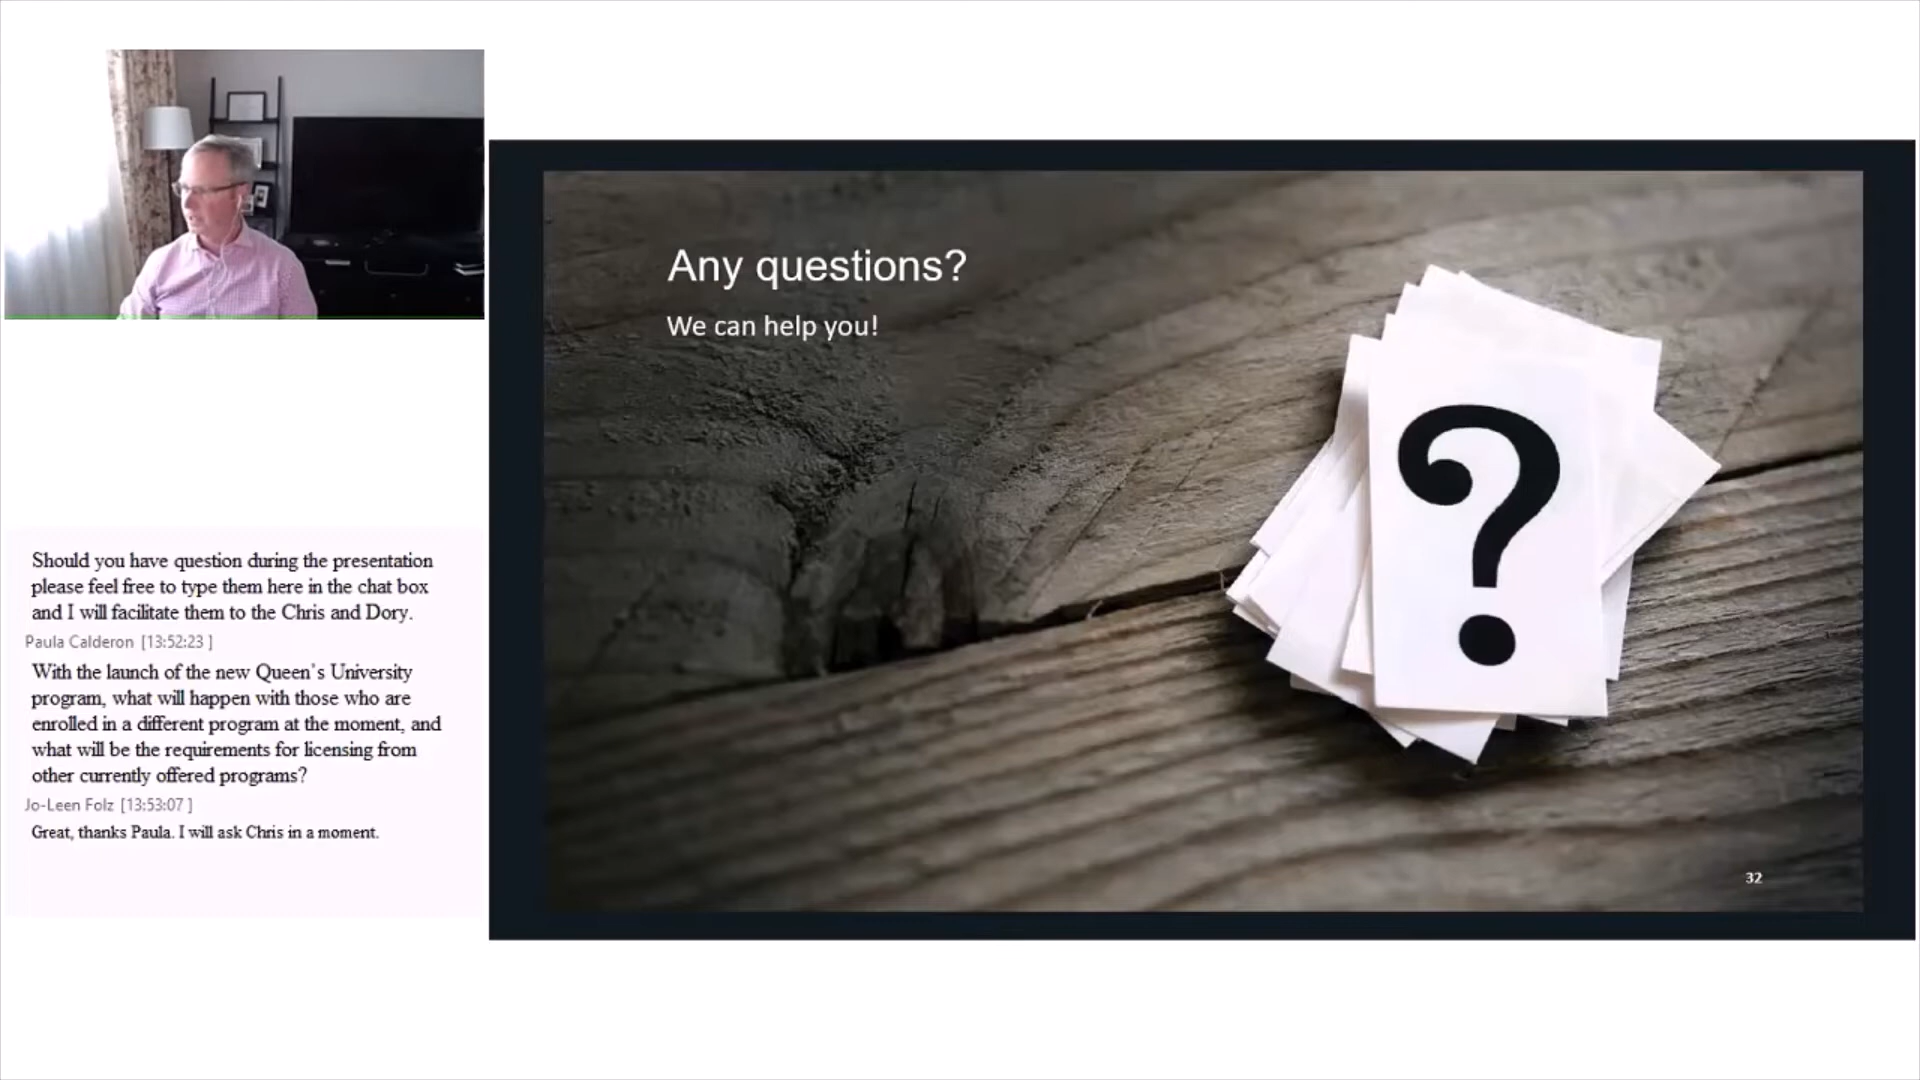 Any questions?
We can help you!
?
32
Should you have question during the presentation
please feel free to type them here in the chat box
and I will facilitate them to the Chris and Dory.
Paula Calderon [13:52:23 ]
With the launch of the new Queen's University
program, what will happen with those who are
enrolled in a different program at the moment, and
what will be the requirements for licensing from
other currently offered programs?
Jo-Leen Folz [13:53:07 ]
Great, thanks Paula. I will ask Chris in a moment.